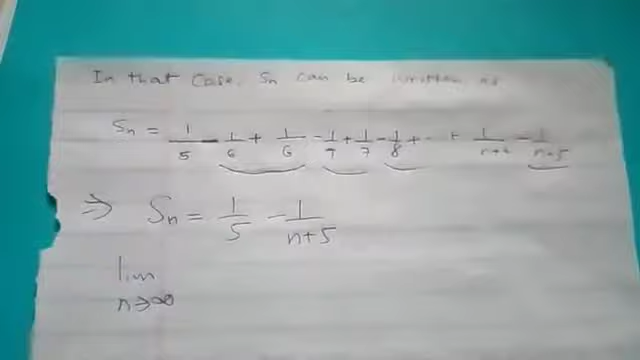 In that case, Sn can be written as
Sn = 1/5 - 1/6 + 1/6 - 1/7 + 1/7 - 1/8 + - + 1/n+4 - 1/n+5
⇒ Sn = 1/5 - 1/n+5
lim
n→∞